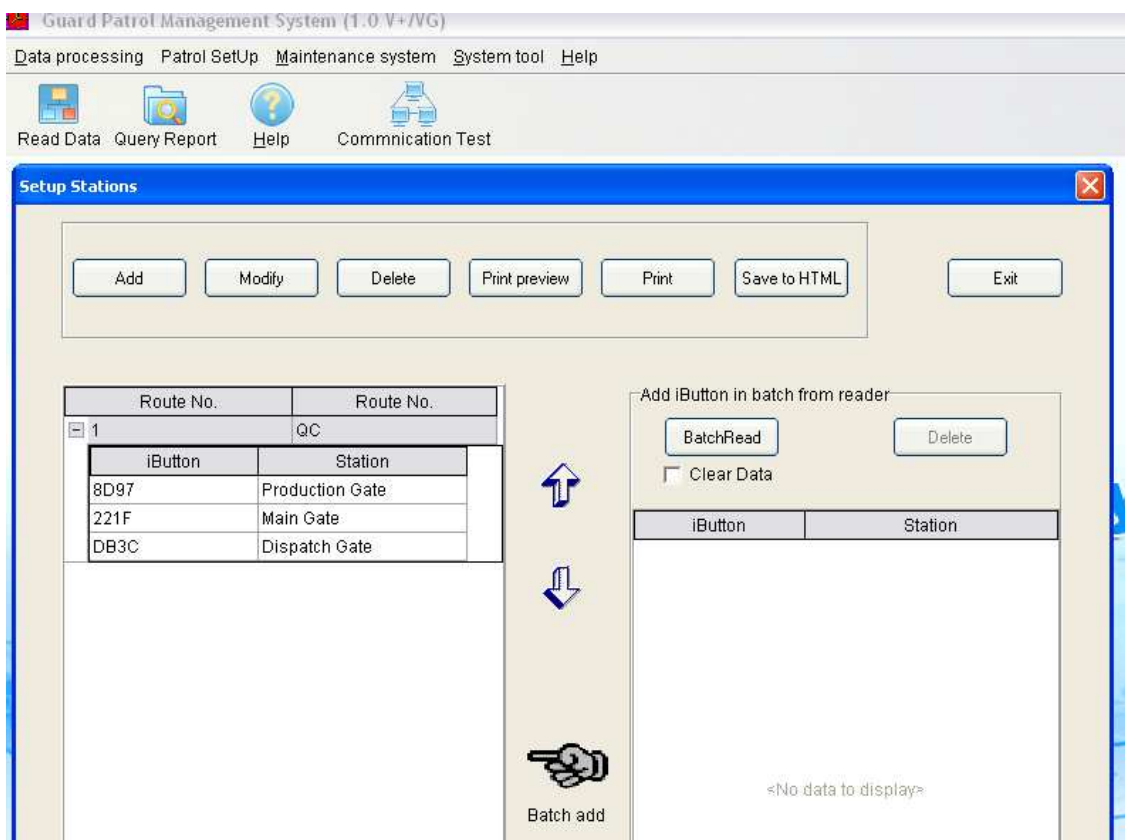 Guard Patrol Management System (1.0 V+/VG)
Data processing Patrol SetUp Maintenance system System tool Help
Read Data Query Report Help Commnication Test
Setup Stations
Add Modify Delete Print preview Print Save to HTML Exit
Route No. Route No.
1 QC
iButton Station
8D97 Production Gate
221F Main Gate
DB3C Dispatch Gate
Add iButton in batch from reader
BatchRead Delete
Clear Data
iButton Station
<No data to display>
Batch add